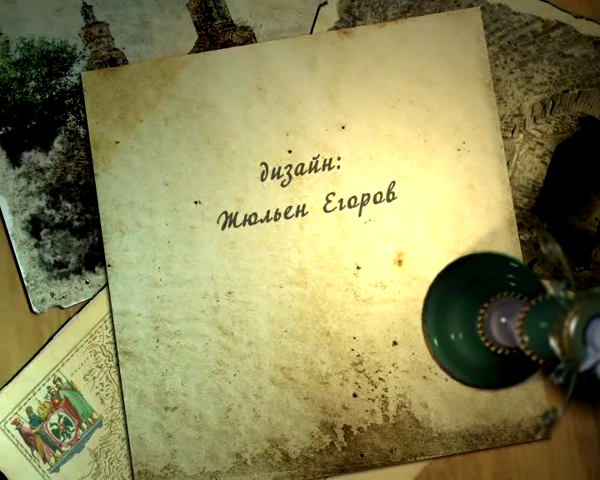 дизайн:
Жюльен Егоров